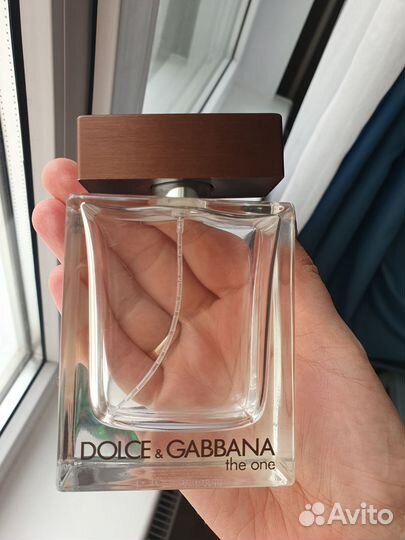 DOLCE & GABBANA
the one
Avito